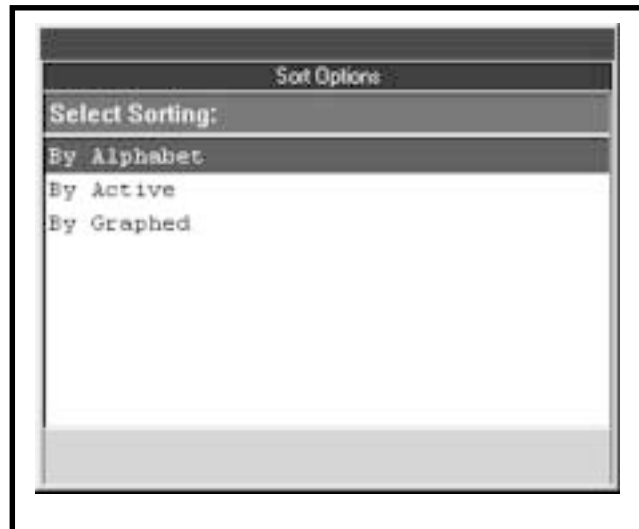 Sort Options
Select Sorting:
By Alphabet
By Active
By Graphed